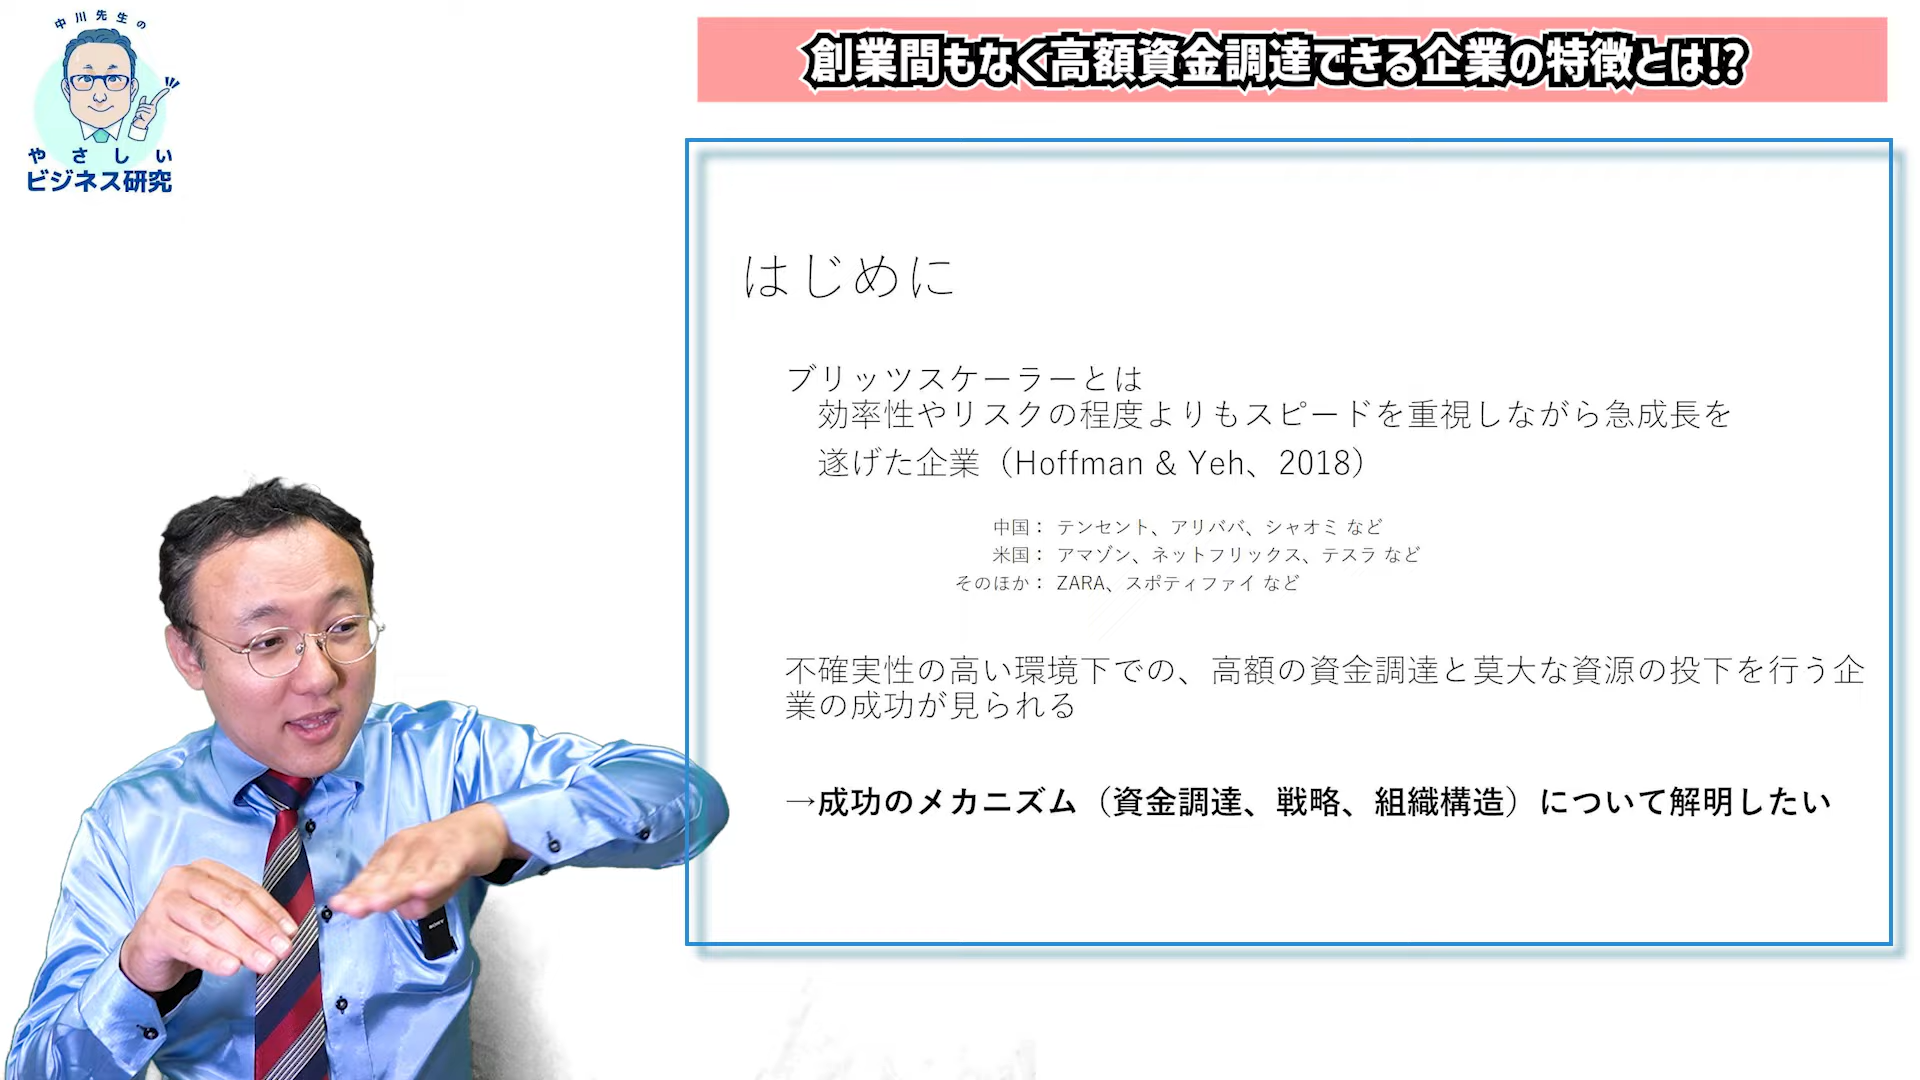 中川先生の
やさしい
ビジネス研究
創業間もなく高額資金調達できる企業の特徴とは!?
はじめに
ブリッツスケーラーとは
効率性やリスクの程度よりもスピードを重視しながら急成長を
遂げた企業（Hoffman & Yeh、2018）
中国： テンセント、アリババ、シャオミ など
米国： アマゾン、ネットフリックス、テスラ など
そのほか： ZARA、スポティファイ など
不確実性の高い環境下での、高額の資金調達と莫大な資源の投下を行う企
業の成功が見られる
→成功のメカニズム（資金調達、戦略、組織構造）について解明したい
SONY